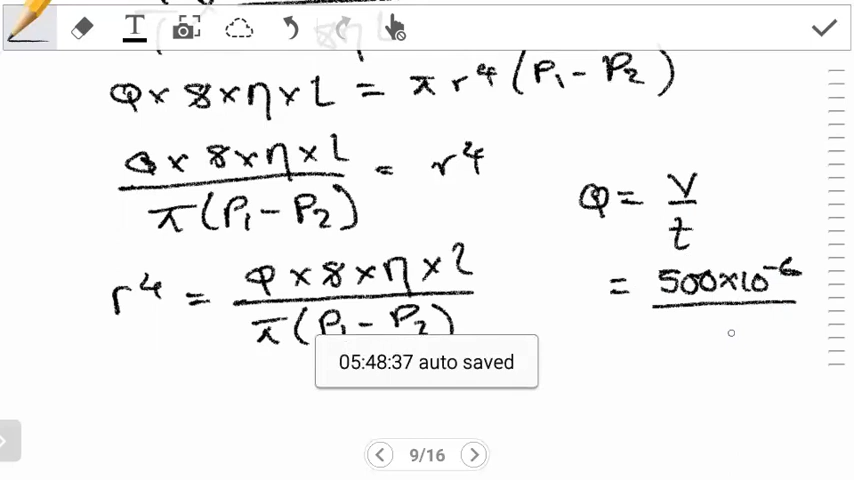 T
Q × 8 × η × L = π r⁴ (P₁ - P₂)
Q × 8 × η × L / π (P₁ - P₂) = r⁴
Q = V / t
r⁴ = Q × 8 × η × L / π (P₁ - P₂)
= 500×10⁻⁶
05:48:37 auto saved
9/16